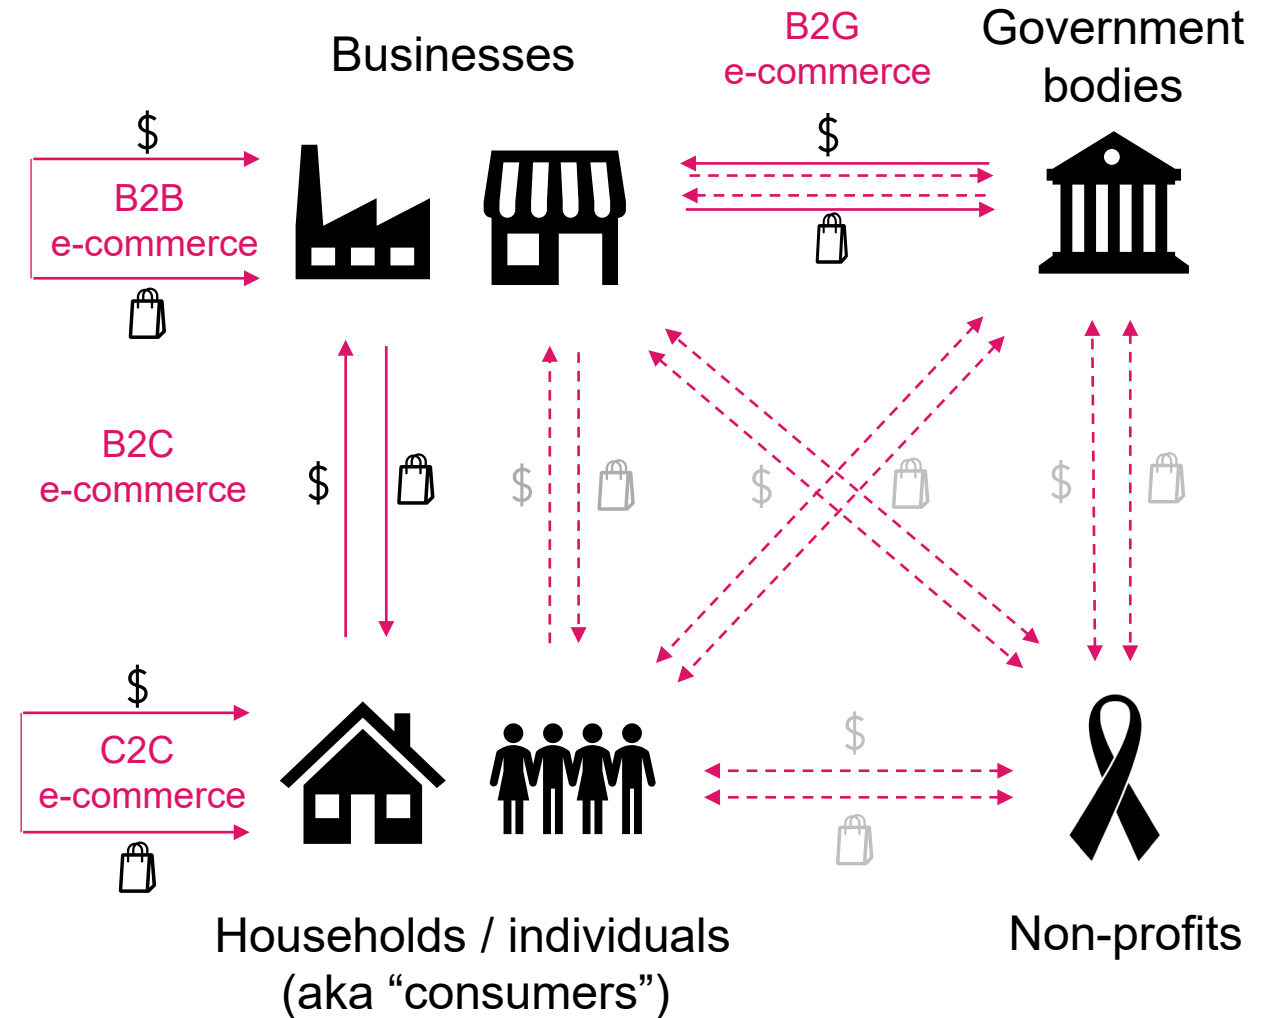 Businesses
B2G
e-commerce
Government
bodies
$
$
B2B
e-commerce
B2C
e-commerce
$
$
$
$
$
C2C
e-commerce
$
Households / individuals
(aka “consumers”)
Non-profits